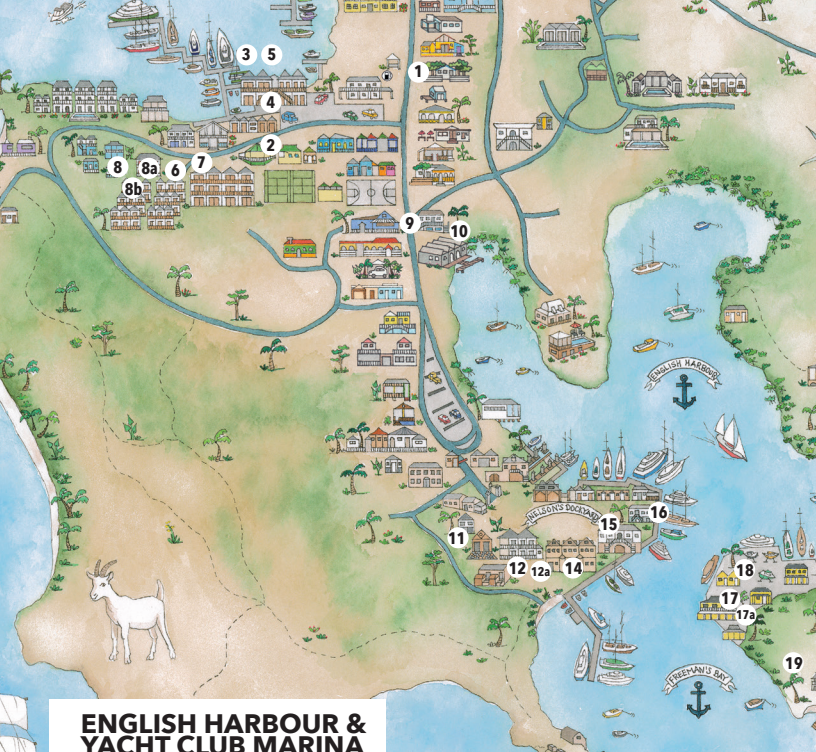 3 5
1
4
2
7
8 8a 6
8b
9
10
ENGLISH HARBOUR
NELSON'S DOCKYARD
16
15
11
12 12a 14
18
17
17a
19
FREEMAN'S BAY
ENGLISH HARBOUR &
YACHT CLUB MARINA